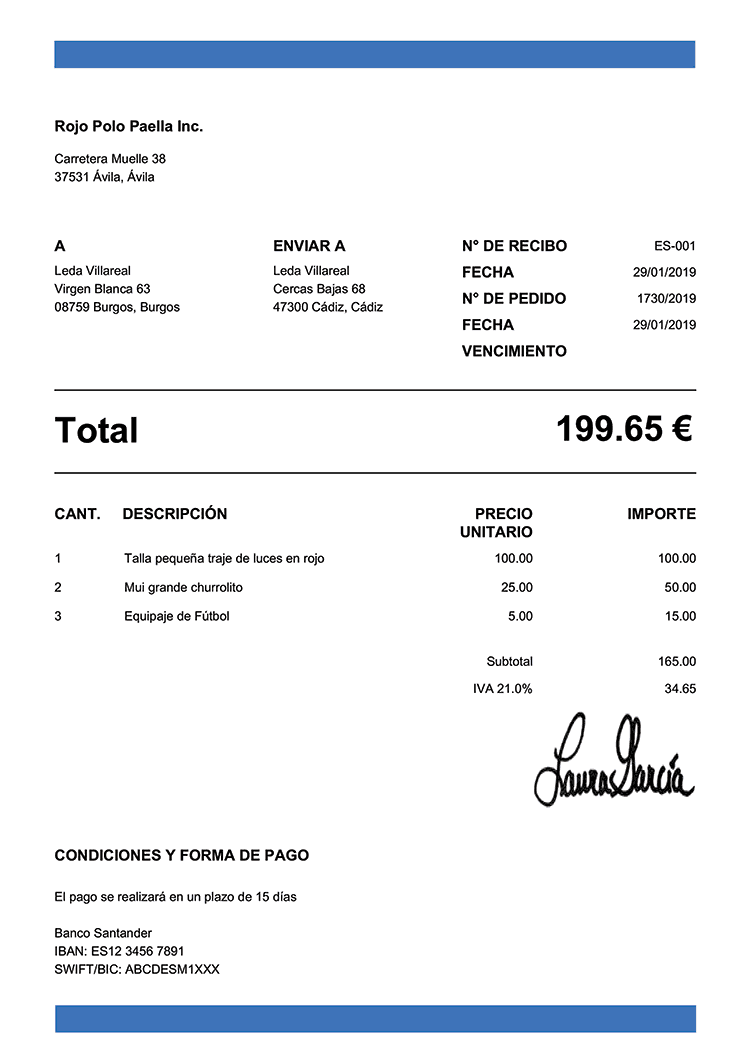 Rojo Polo Paella Inc.
Carretera Muelle 38
37531 Ávila, Ávila
A
Leda Villareal
Virgen Blanca 63
08759 Burgos, Burgos
ENVIAR A
Leda Villareal
Cercas Bajas 68
47300 Cádiz, Cádiz
N° DE RECIBO ES-001
FECHA 29/01/2019
N° DE PEDIDO 1730/2019
FECHA 29/01/2019
VENCIMIENTO
Total 199.65 €
CANT. DESCRIPCIÓN PRECIO UNITARIO IMPORTE
1 Talla pequeña traje de luces en rojo 100.00 100.00
2 Mui grande churrolito 25.00 50.00
3 Equipaje de Fútbol 5.00 15.00
Subtotal 165.00
IVA 21.0% 34.65
Laura García
CONDICIONES Y FORMA DE PAGO
El pago se realizará en un plazo de 15 días
Banco Santander
IBAN: ES12 3456 7891
SWIFT/BIC: ABCDESM1XXX